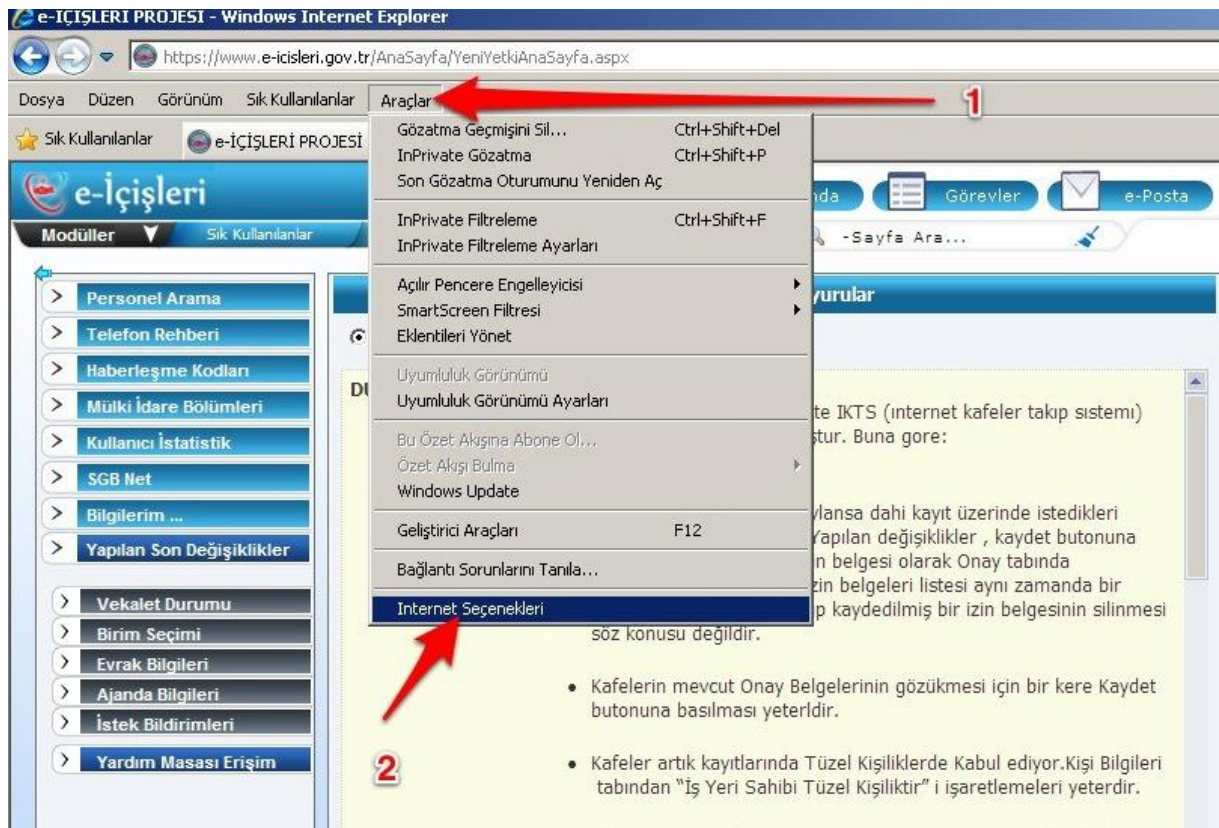 e-İÇİŞLERİ PROJESİ - Windows Internet Explorer
https://www.e-icisleri.gov.tr/AnaSayfa/YeniYetkiAnaSayfa.aspx
Dosya Düzen Görünüm Sık Kullanılanlar Araçlar 1
Sık Kullanılanlar e-İÇİŞLERİ PROJESİ
Gözatma Geçmişini Sil... Ctrl+Shift+Del
InPrivate Gözatma Ctrl+Shift+P
Son Gözatma Oturumunu Yeniden Aç
InPrivate Filtreleme Ctrl+Shift+F
InPrivate Filtreleme Ayarları
Açılır Pencere Engelleyicisi
SmartScreen Filtresi
Eklentileri Yönet
Uyumluluk Görünümü
Uyumluluk Görünümü Ayarları
Bu Özet Akışına Abone Ol...
Özet Akışı Bulma
Windows Update
Geliştirici Araçları F12
Bağlantı Sorunlarını Tanıla...
Internet Seçenekleri
2
e-İçişleri
Görevler e-Posta
Modüller Sık Kullanılanlar
-Sayfa Ara...
Personel Arama
Telefon Rehberi
Haberleşme Kodları
Mülki İdare Bölümleri
Kullanıcı İstatistik
SGB Net
Bilgilerim ...
Yapılan Son Değişiklikler
Vekalet Durumu
Birim Seçimi
Evrak Bilgileri
Ajanda Bilgileri
İstek Bildirimleri
Yardım Masası Erişim
yurular
DU
te IKTS (ınternet kafeler takıp sıstemı)
ştur. Buna gore:
ylansa dahi kayıt üzerinde istedikleri
Yapılan değişiklikler , kaydet butonuna
n belgesi olarak Onay tabında
zin belgeleri listesi aynı zamanda bir
p kaydedilmiş bir izin belgesinin silinmesi
söz konusu değildir.
• Kafelerin mevcut Onay Belgelerinin gözükmesi için bir kere Kaydet
butonuna basılması yeterldir.
• Kafeler artık kayıtlarında Tüzel Kişiliklerde Kabul ediyor.Kişi Bilgileri
tabından "İş Yeri Sahibi Tüzel Kişiliktir" i işaretlemeleri yeterdir.